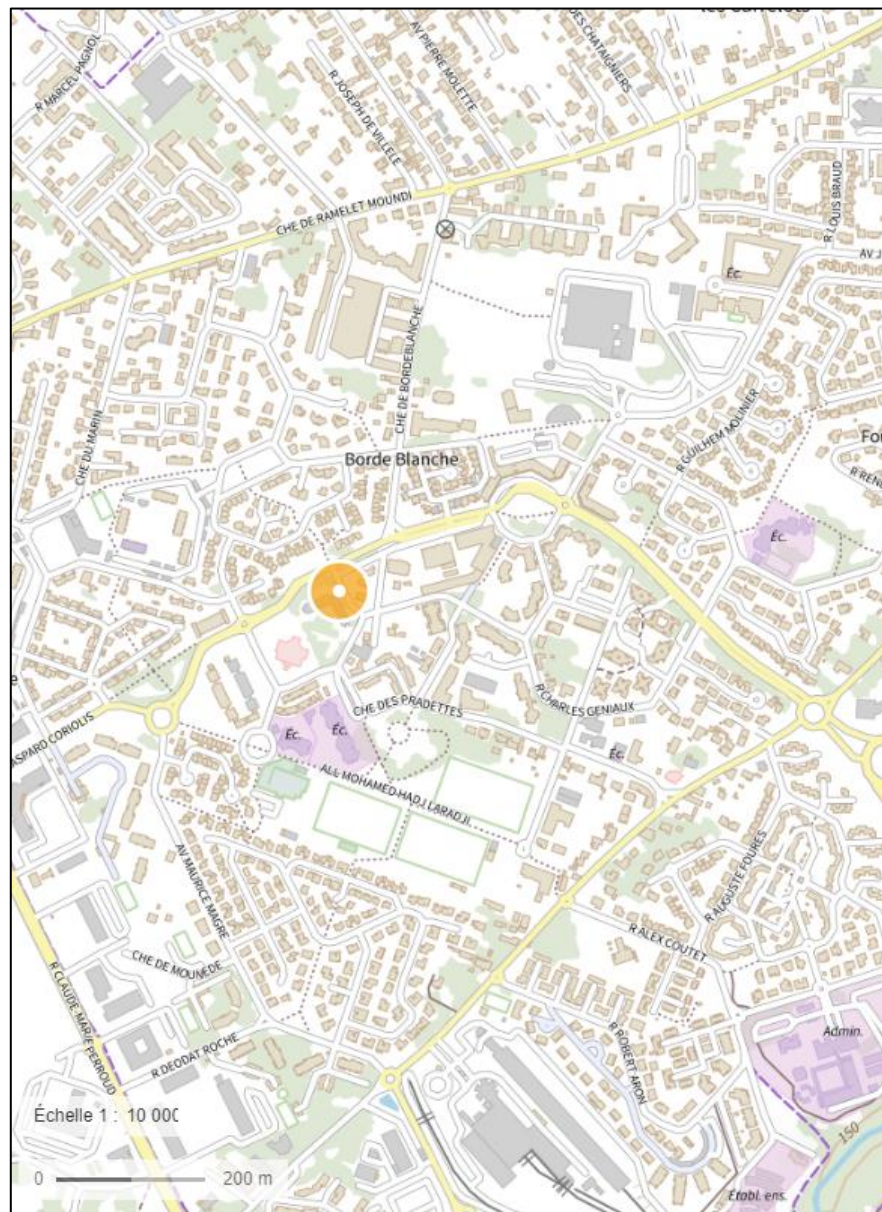 R MARCEL PAGNOL
AV PIERRE MOLETTE
DES CHATAIGNIERS
R JOSEPH DE VILLELE
CHE DE RAMELET MOUNDI
R LOUIS BRAUD
Éc.
AV J
CHE DE BORDEBLANCHE
CHE DU MARIN
R GUILHEM MOLINIER
Borde Blanche
Éc.
CHE DES PRADETTES
R CHARLES GENIAUX
ASPARO CORIOLIS
Éc.
Éc.
Éc.
ALL MOHAMED HADJ LARADJI
AV MAURICE MAGRE
R AUGUSTE FOURES
R ALEX COUTET
CHE DE MOUNEDE
R CLAUDE MARIE PERROUD
R DEODAT ROCHE
R ROBERT ARON
Admin.
Échelle 1 : 10 000
150
0 200 m
Etabl. ens.